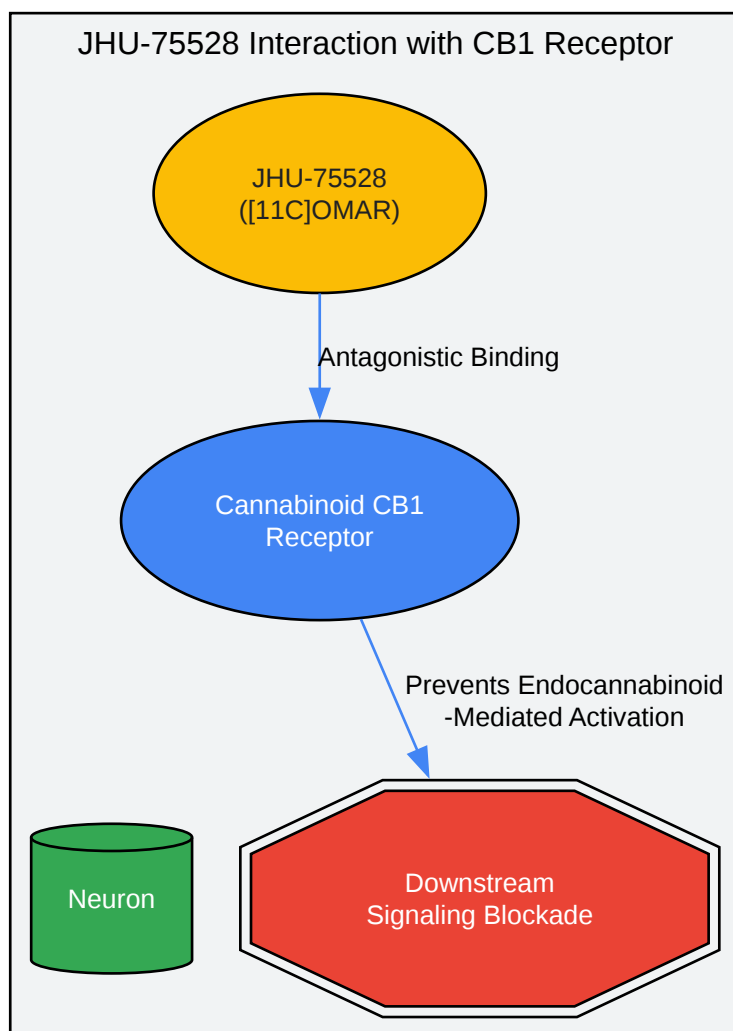 JHU-75528 Interaction with CB1 Receptor
JHU-75528
([11C]OMAR)
Antagonistic Binding
Cannabinoid CB1
Receptor
Prevents Endocannabinoid
-Mediated Activation
Neuron
Downstream
Signaling Blockade